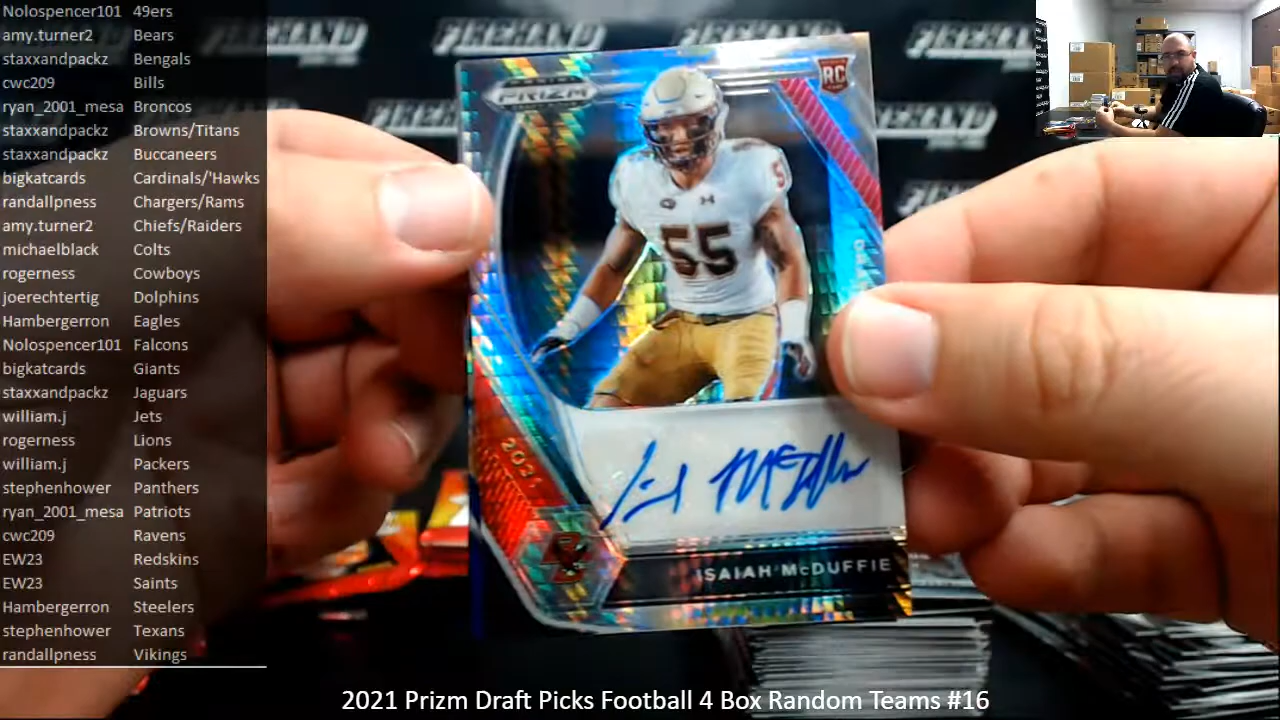 Nolospencer101 49ers
amy.turner2 Bears
staxxandpackz Bengals
cwc209 Bills
ryan_2001_mesa Broncos
staxxandpackz Browns/Titans
staxxandpackz Buccaneers
bigkatcards Cardinals/'Hawks
randallpness Chargers/Rams
amy.turner2 Chiefs/Raiders
michaelblack Colts
rogerness Cowboys
joerechtertig Dolphins
Hambergerron Eagles
Nolospencer101 Falcons
bigkatcards Giants
staxxandpackz Jaguars
william.j Jets
rogerness Lions
william.j Packers
stephenhower Panthers
ryan_2001_mesa Patriots
cwc209 Ravens
EW23 Redskins
EW23 Saints
Hambergerron Steelers
stephenhower Texans
randallpness Vikings
FIREHAND
FIREHAND
FIREHAND
PRIZM
RC
55
55
2021
ISAIAH McDUFFIE
2021 Prizm Draft Picks Football 4 Box Random Teams #16